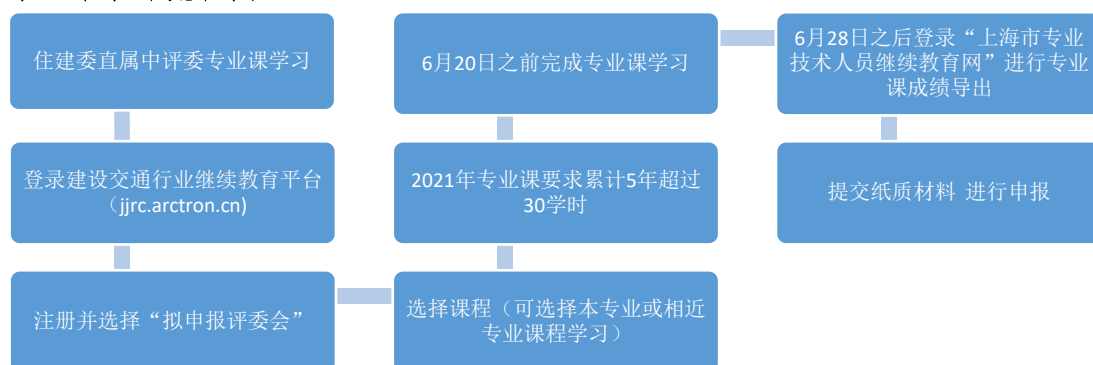 住建委直属中评委专业课学习
登录建设交通行业继续教育平台
（jjrc.arctron.cn)
注册并选择“拟申报评委会”
选择课程（可选择本专业或相近
专业课程学习）
2021年专业课要求累计5年超过
30学时
6月20日之前完成专业课学习
6月28日之后登录“上海市专业
技术人员继续教育网”进行专业
课成绩导出
提交纸质材料 进行申报